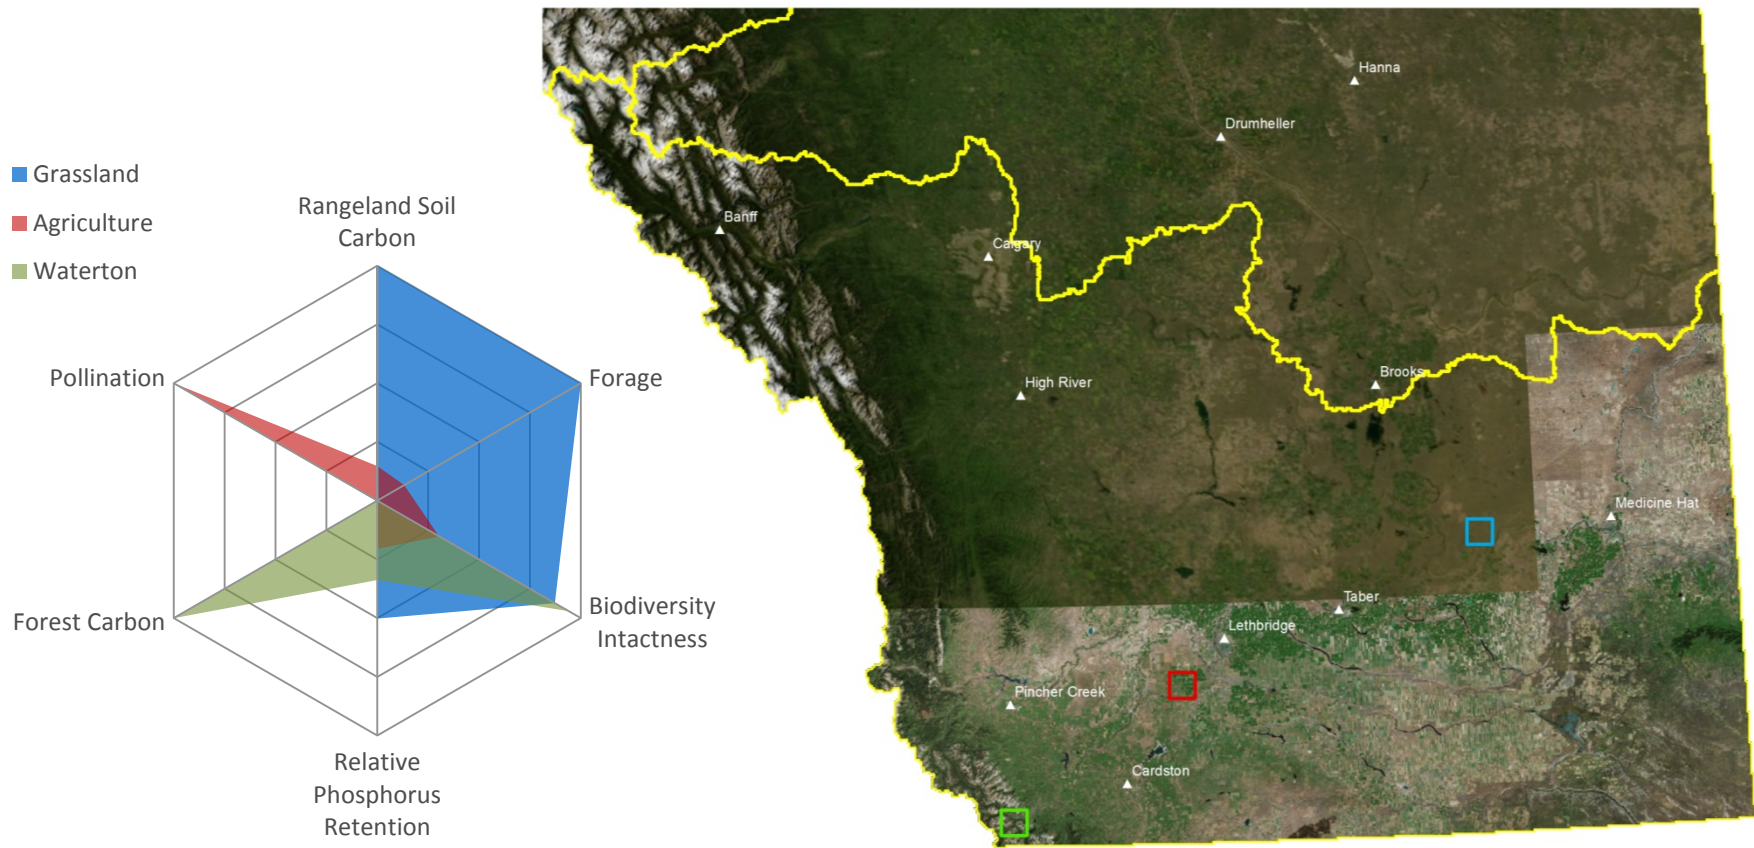 Grassland
Agriculture
Waterton
Rangeland Soil
Carbon
Forage
Biodiversity
Intactness
Relative
Phosphorus
Retention
Forest Carbon
Pollination
Hanna
Drumheller
Banff
Calgary
High River
Brooks
Medicine Hat
Taber
Lethbridge
Pincher Creek
Cardston